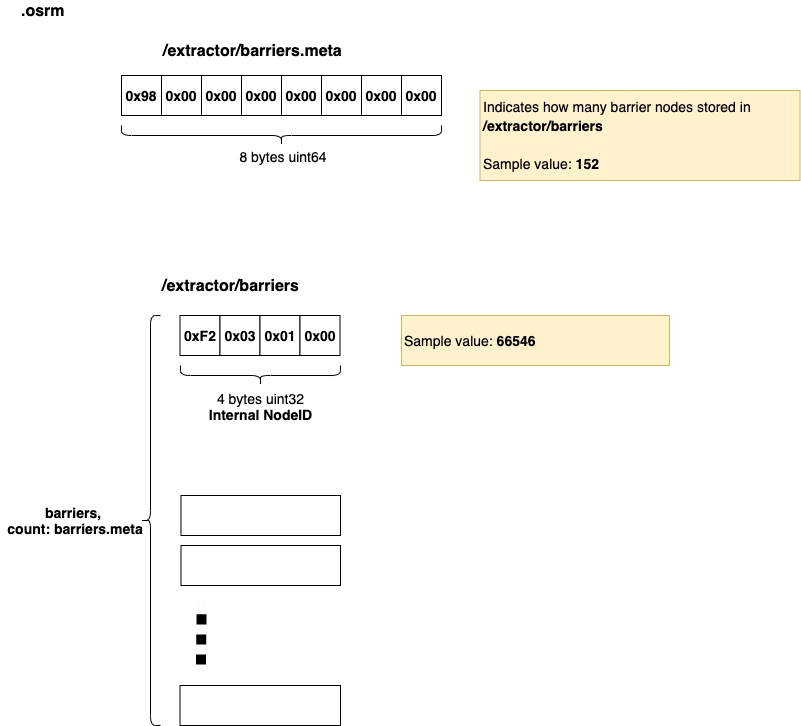 .osrm
/extractor/barriers.meta
0x98 0x00 0x00 0x00 0x00 0x00 0x00 0x00
8 bytes uint64
Indicates how many barrier nodes stored in
/extractor/barriers
Sample value: 152
/extractor/barriers
0xF2 0x03 0x01 0x00
Sample value: 66546
4 bytes uint32
Internal NodeID
barriers,
count: barriers.meta